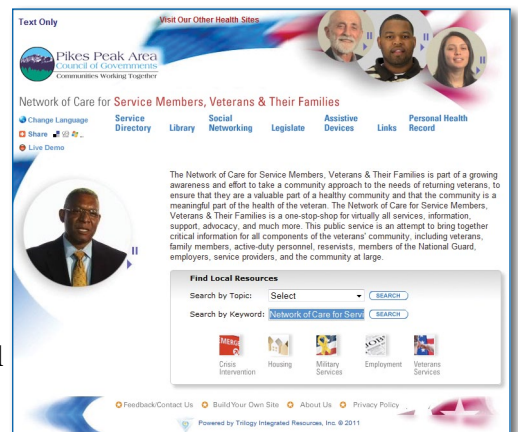 Text Only
Visit Our Other Health Sites
Pikes Peak Area
Council of Governments
Communities Working Together
Network of Care for Service Members, Veterans & Their Families
Change Language
Share
Live Demo
Service Directory
Library
Social Networking
Legislate
Assistive Devices
Links
Personal Health Record
The Network of Care for Service Members, Veterans & Their Families is part of a growing
awareness and effort to take a community approach to the needs of returning veterans, to
ensure that they are a valuable part of a healthy community and that the community is a
meaningful part of the health of the veteran. The Network of Care for Service Members,
Veterans & Their Families is a one-stop-shop for virtually all services, information,
support, advocacy, and much more. This public service is an attempt to bring together
critical information for all components of the veterans' community, including veterans,
family members, active-duty personnel, reservists, members of the National Guard,
employers, service providers, and the community at large.
Find Local Resources
Search by Topic: Select SEARCH
Search by Keyword: Network of Care for Servi SEARCH
MERG
JOB
Crisis Intervention
Housing
Military Services
Employment
Veterans Services
Feedback/Contact Us Build Your Own Site About Us Privacy Policy
Powered by Trilogy Integrated Resources, Inc. © 2011